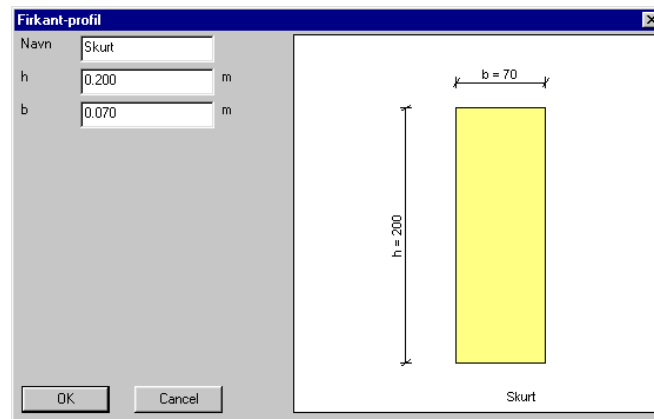 Firkant-profil
Navn Skurt
h 0.200 m
b 0.070 m
b = 70
h = 200
Skurt
OK Cancel